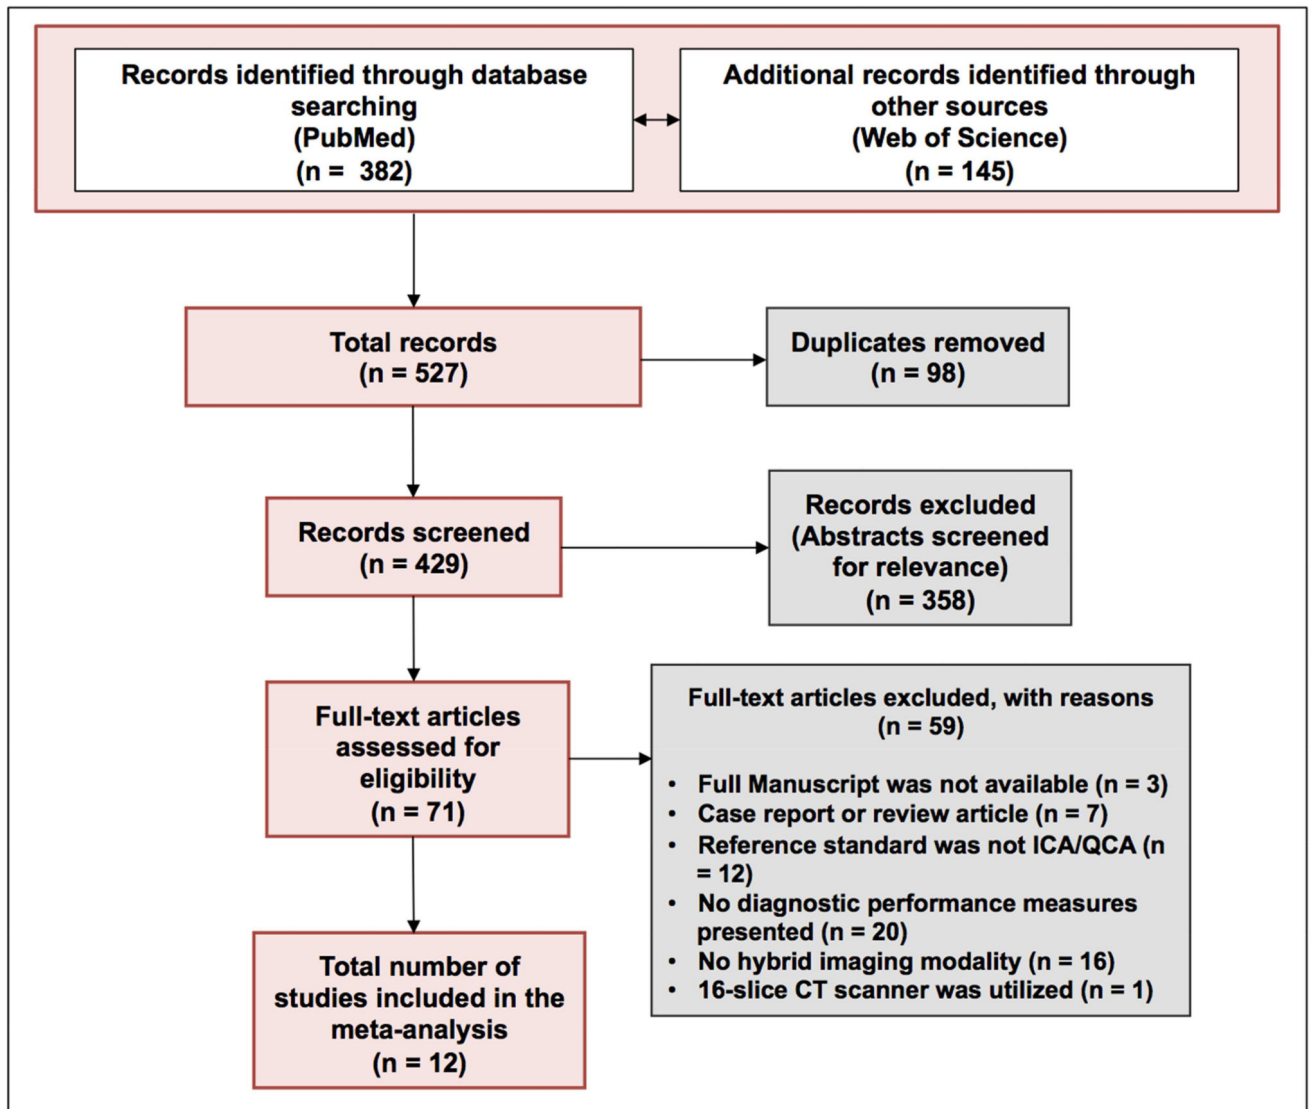 Records identified through database
searching
(PubMed)
(n =  382)
Additional records identified through
other sources
(Web of Science)
(n = 145)
Total records
(n = 527)
Duplicates removed
(n = 98)
Records screened
(n = 429)
Records excluded
(Abstracts screened
for relevance)
(n = 358)
Full-text articles
assessed for
eligibility
(n = 71)
Full-text articles excluded, with reasons
(n = 59)
• Full Manuscript was not available (n = 3)
• Case report or review article (n = 7)
• Reference standard was not ICA/QCA (n
= 12)
• No diagnostic performance measures
presented (n = 20)
• No hybrid imaging modality (n = 16)
• 16-slice CT scanner was utilized (n = 1)
Total number of
studies included in the
meta-analysis
(n = 12)